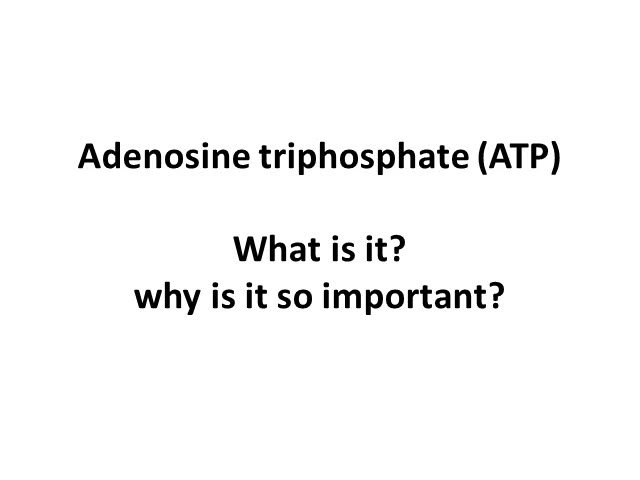 Adenosine triphosphate (ATP)
What is it?
why is it so important?